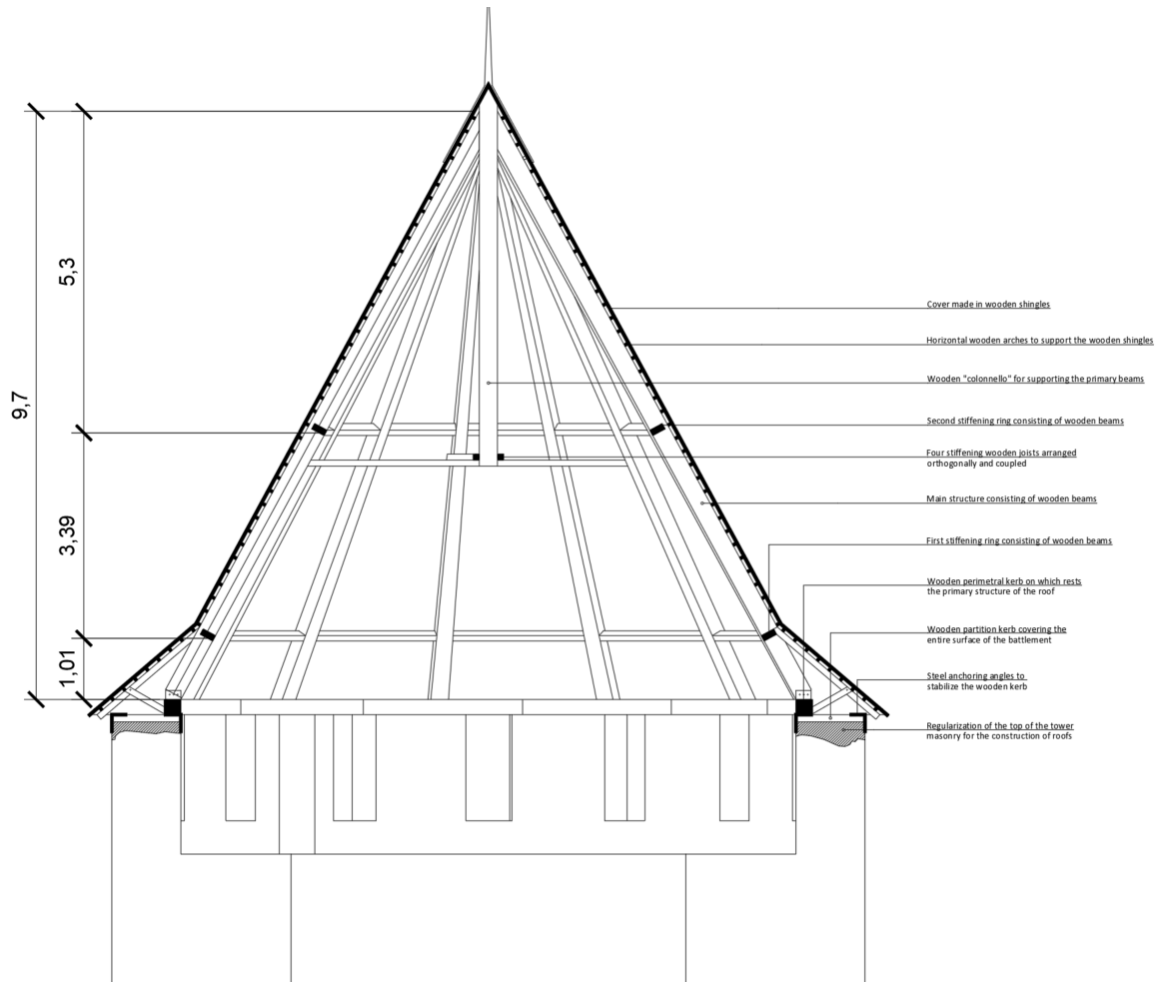 5,3
9,7
3,39
1,01
Cover made in wooden shingles
Horizontal wooden arches to support the wooden shingles
Wooden "colonnello" for supporting the primary beams
Second stiffening ring consisting of wooden beams
Four stiffening wooden joists arranged
orthogonally and coupled
Main structure consisting of wooden beams
First stiffening ring consisting of wooden beams
Wooden perimetral kerb on which rests
the primary structure of the roof
Wooden partition kerb covering the
entire surface of the battlement
Steel anchoring angles to
stabilize the wooden kerb
Regularization of the top of the tower
masonry for the construction of roofs